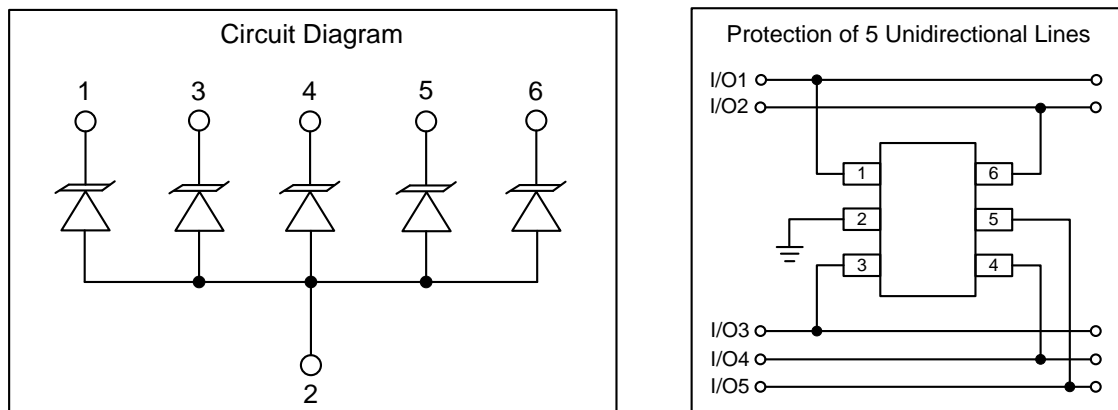 Circuit Diagram
1 3 4 5 6
2
Protection of 5 Unidirectional Lines
I/O1
I/O2
1 6
2 5
3 4
I/O3
I/O4
I/O5